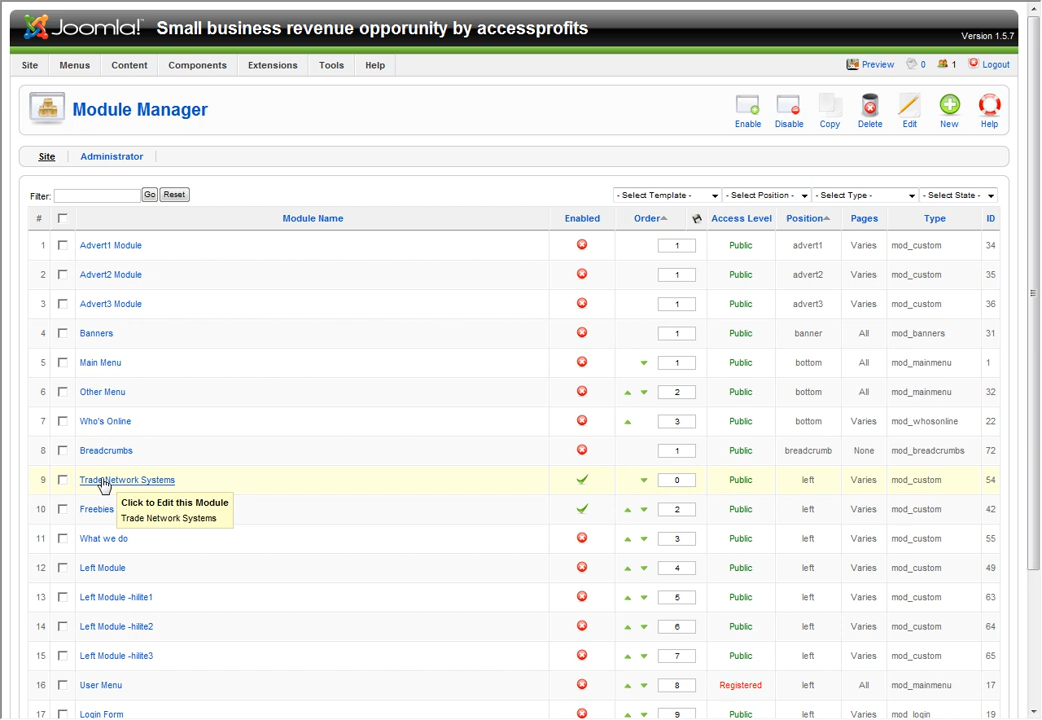 Joomla!® Small business revenue opporunity by accessprofits
Version 1.5.7
Site Menus Content Components Extensions Tools Help Preview 0 1 Logout
Module Manager Enable Disable Copy Delete Edit New Help
Site Administrator
Filter: Go Reset - Select Template - - Select Position - - Select Type - - Select State -
# Module Name Enabled Order Access Level Position Pages Type ID
1 Advert1 Module 1 Public advert1 Varies mod_custom 34
2 Advert2 Module 1 Public advert2 Varies mod_custom 35
3 Advert3 Module 1 Public advert3 Varies mod_custom 36
4 Banners 1 Public banner All mod_banners 31
5 Main Menu 1 Public bottom All mod_mainmenu 1
6 Other Menu 2 Public bottom All mod_mainmenu 32
7 Who's Online 3 Public bottom Varies mod_whosonline 22
8 Breadcrumbs 1 Public breadcrumb None mod_breadcrumbs 72
9 Trade Network Systems 0 Public left Varies mod_custom 54
Click to Edit this Module
Trade Network Systems
10 Freebies 2 Public left Varies mod_custom 42
11 What we do 3 Public left Varies mod_custom 55
12 Left Module 4 Public left Varies mod_custom 49
13 Left Module -hilite1 5 Public left Varies mod_custom 63
14 Left Module -hilite2 6 Public left Varies mod_custom 64
15 Left Module -hilite3 7 Public left Varies mod_custom 65
16 User Menu 8 Registered left All mod_mainmenu 17
17 Login Form 9 Public left Varies mod_login 19